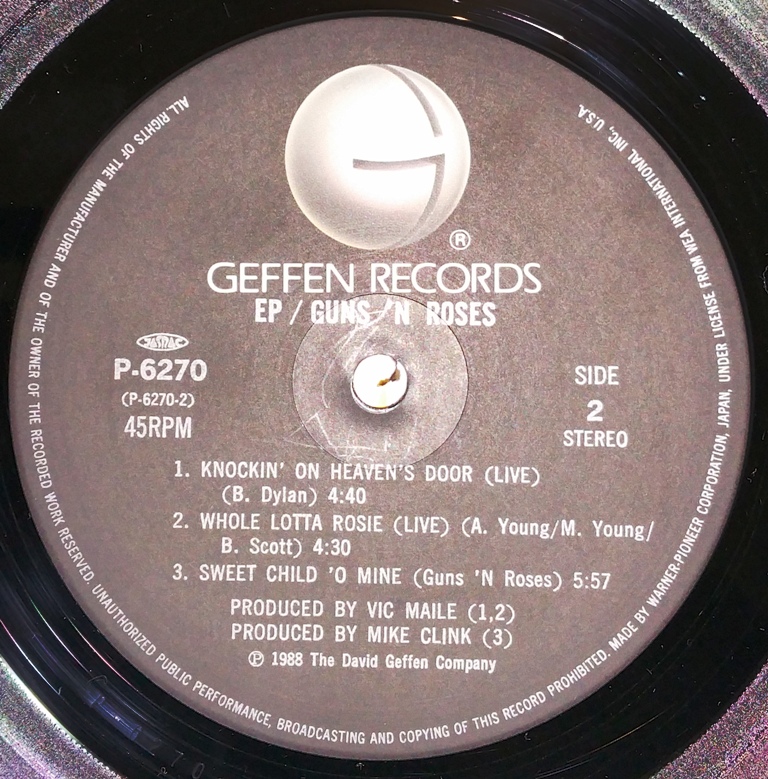 ®
GEFFEN RECORDS
EP / GUNS 'N ROSES
JASRAC
P-6270
(P-6270-2)
45RPM
SIDE
2
STEREO
1. KNOCKIN' ON HEAVEN'S DOOR (LIVE)
(B. Dylan) 4:40
2. WHOLE LOTTA ROSIE (LIVE) (A. Young/M. Young/
B. Scott) 4:30
3. SWEET CHILD 'O MINE (Guns 'N Roses) 5:57
PRODUCED BY VIC MAILE (1,2)
PRODUCED BY MIKE CLINK (3)
Ⓟ 1988 The David Geffen Company
ALL RIGHTS OF THE MANUFACTURER AND OF THE OWNER OF THE RECORDED WORK RESERVED. UNAUTHORIZED PUBLIC PERFORMANCE, BROADCASTING AND COPYING OF THIS RECORD PROHIBITED. MADE BY WARNER-PIONEER CORPORATION, JAPAN, UNDER LICENSE FROM WEA INTERNATIONAL INC, U.S.A.